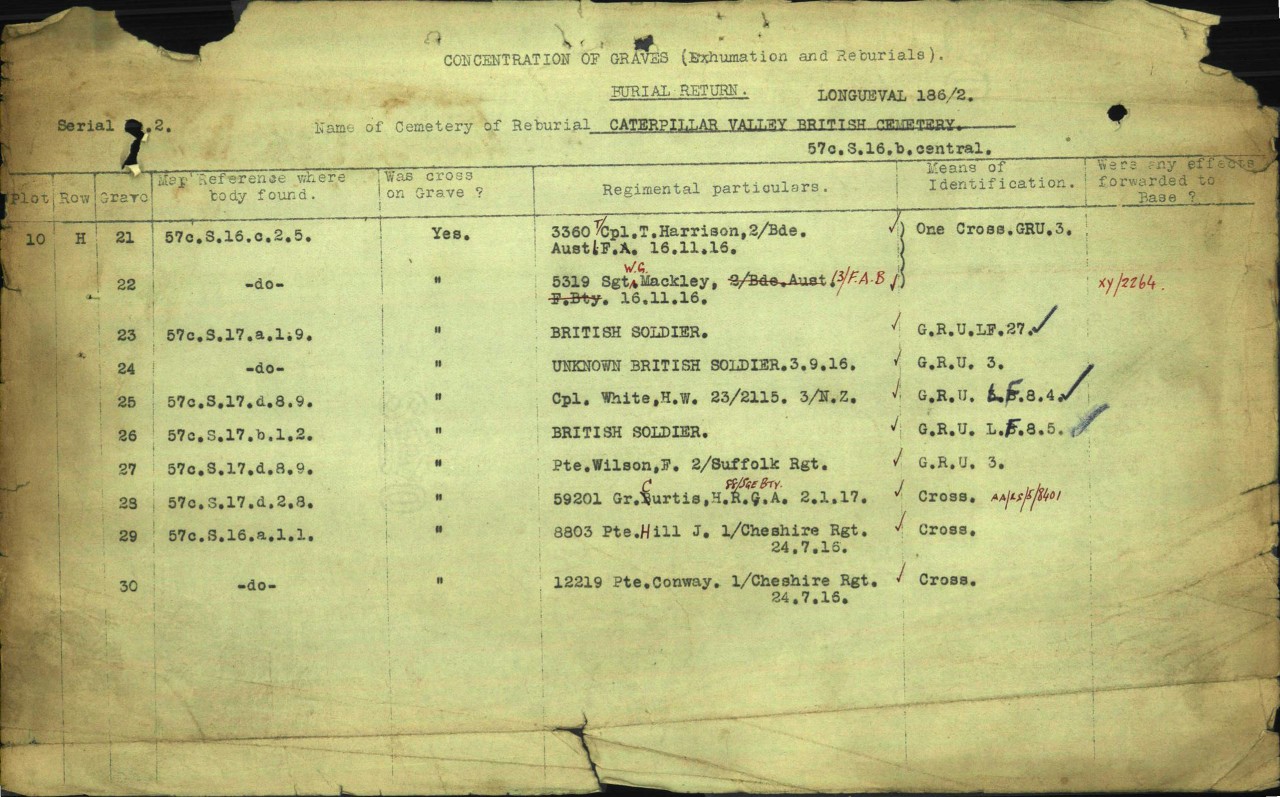 CONCENTRATION OF GRAVES (Exhumation and Reburials).
BURIAL RETURN. LONGUEVAL 186/2.
Serial .2. Name of Cemetery of Reburial CATERPILLAR VALLEY BRITISH CEMETERY.
57c.S.16.b.central.
Plot Row Grave Map Reference where body found. Was cross on Grave ? Regimental particulars. Means of Identification. Were any effects forwarded to Base ?
10 H 21 57c.S.16.c.2.5. Yes. 3360 T/Cpl.T.Harrison,2/Bde. One Cross.GRU.3.
Aust.F.A. 16.11.16.
22 -do- " 5319 Sgt. W.G. Mackley, 2/Bde.Aust. (3/F.A.B XY/2264.
F.Bty. 16.11.16.
23 57c.S.17.a.1.9. " BRITISH SOLDIER. G.R.U.LF.27.
24 -do- " UNKNOWN BRITISH SOLDIER.3.9.16. G.R.U. 3.
25 57c.S.17.d.8.9. " Cpl. White,H.W. 23/2115. 3/N.Z. G.R.U. L.F.8.4.
26 57c.S.17.b.1.2. " BRITISH SOLDIER. G.R.U. L.F.8.5.
27 57c.S.17.d.8.9. " Pte.Wilson,F. 2/Suffolk Rgt. G.R.U. 3.
28 57c.S.17.d.2.8. " 59201 Gr.Curtis,H.R.G.A. 2.1.17. Cross.
29 57c.S.16.a.1.1. " 8803 Pte.Hill J. 1/Cheshire Rgt. Cross.
24.7.16.
30 -do- " 12219 Pte.Conway. 1/Cheshire Rgt. Cross.
24.7.16.